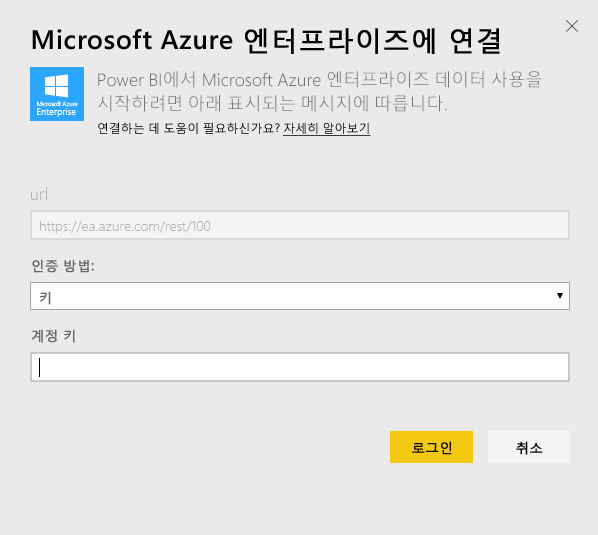 Microsoft Azure 엔터프라이즈에 연결
Microsoft Azure
Enterprise
Power BI에서 Microsoft Azure 엔터프라이즈 데이터 사용을
시작하려면 아래 표시되는 메시지에 따릅니다.
연결하는 데 도움이 필요하신가요? 자세히 알아보기
url
https://ea.azure.com/rest/100
인증 방법:
키
계정 키
로그인
취소